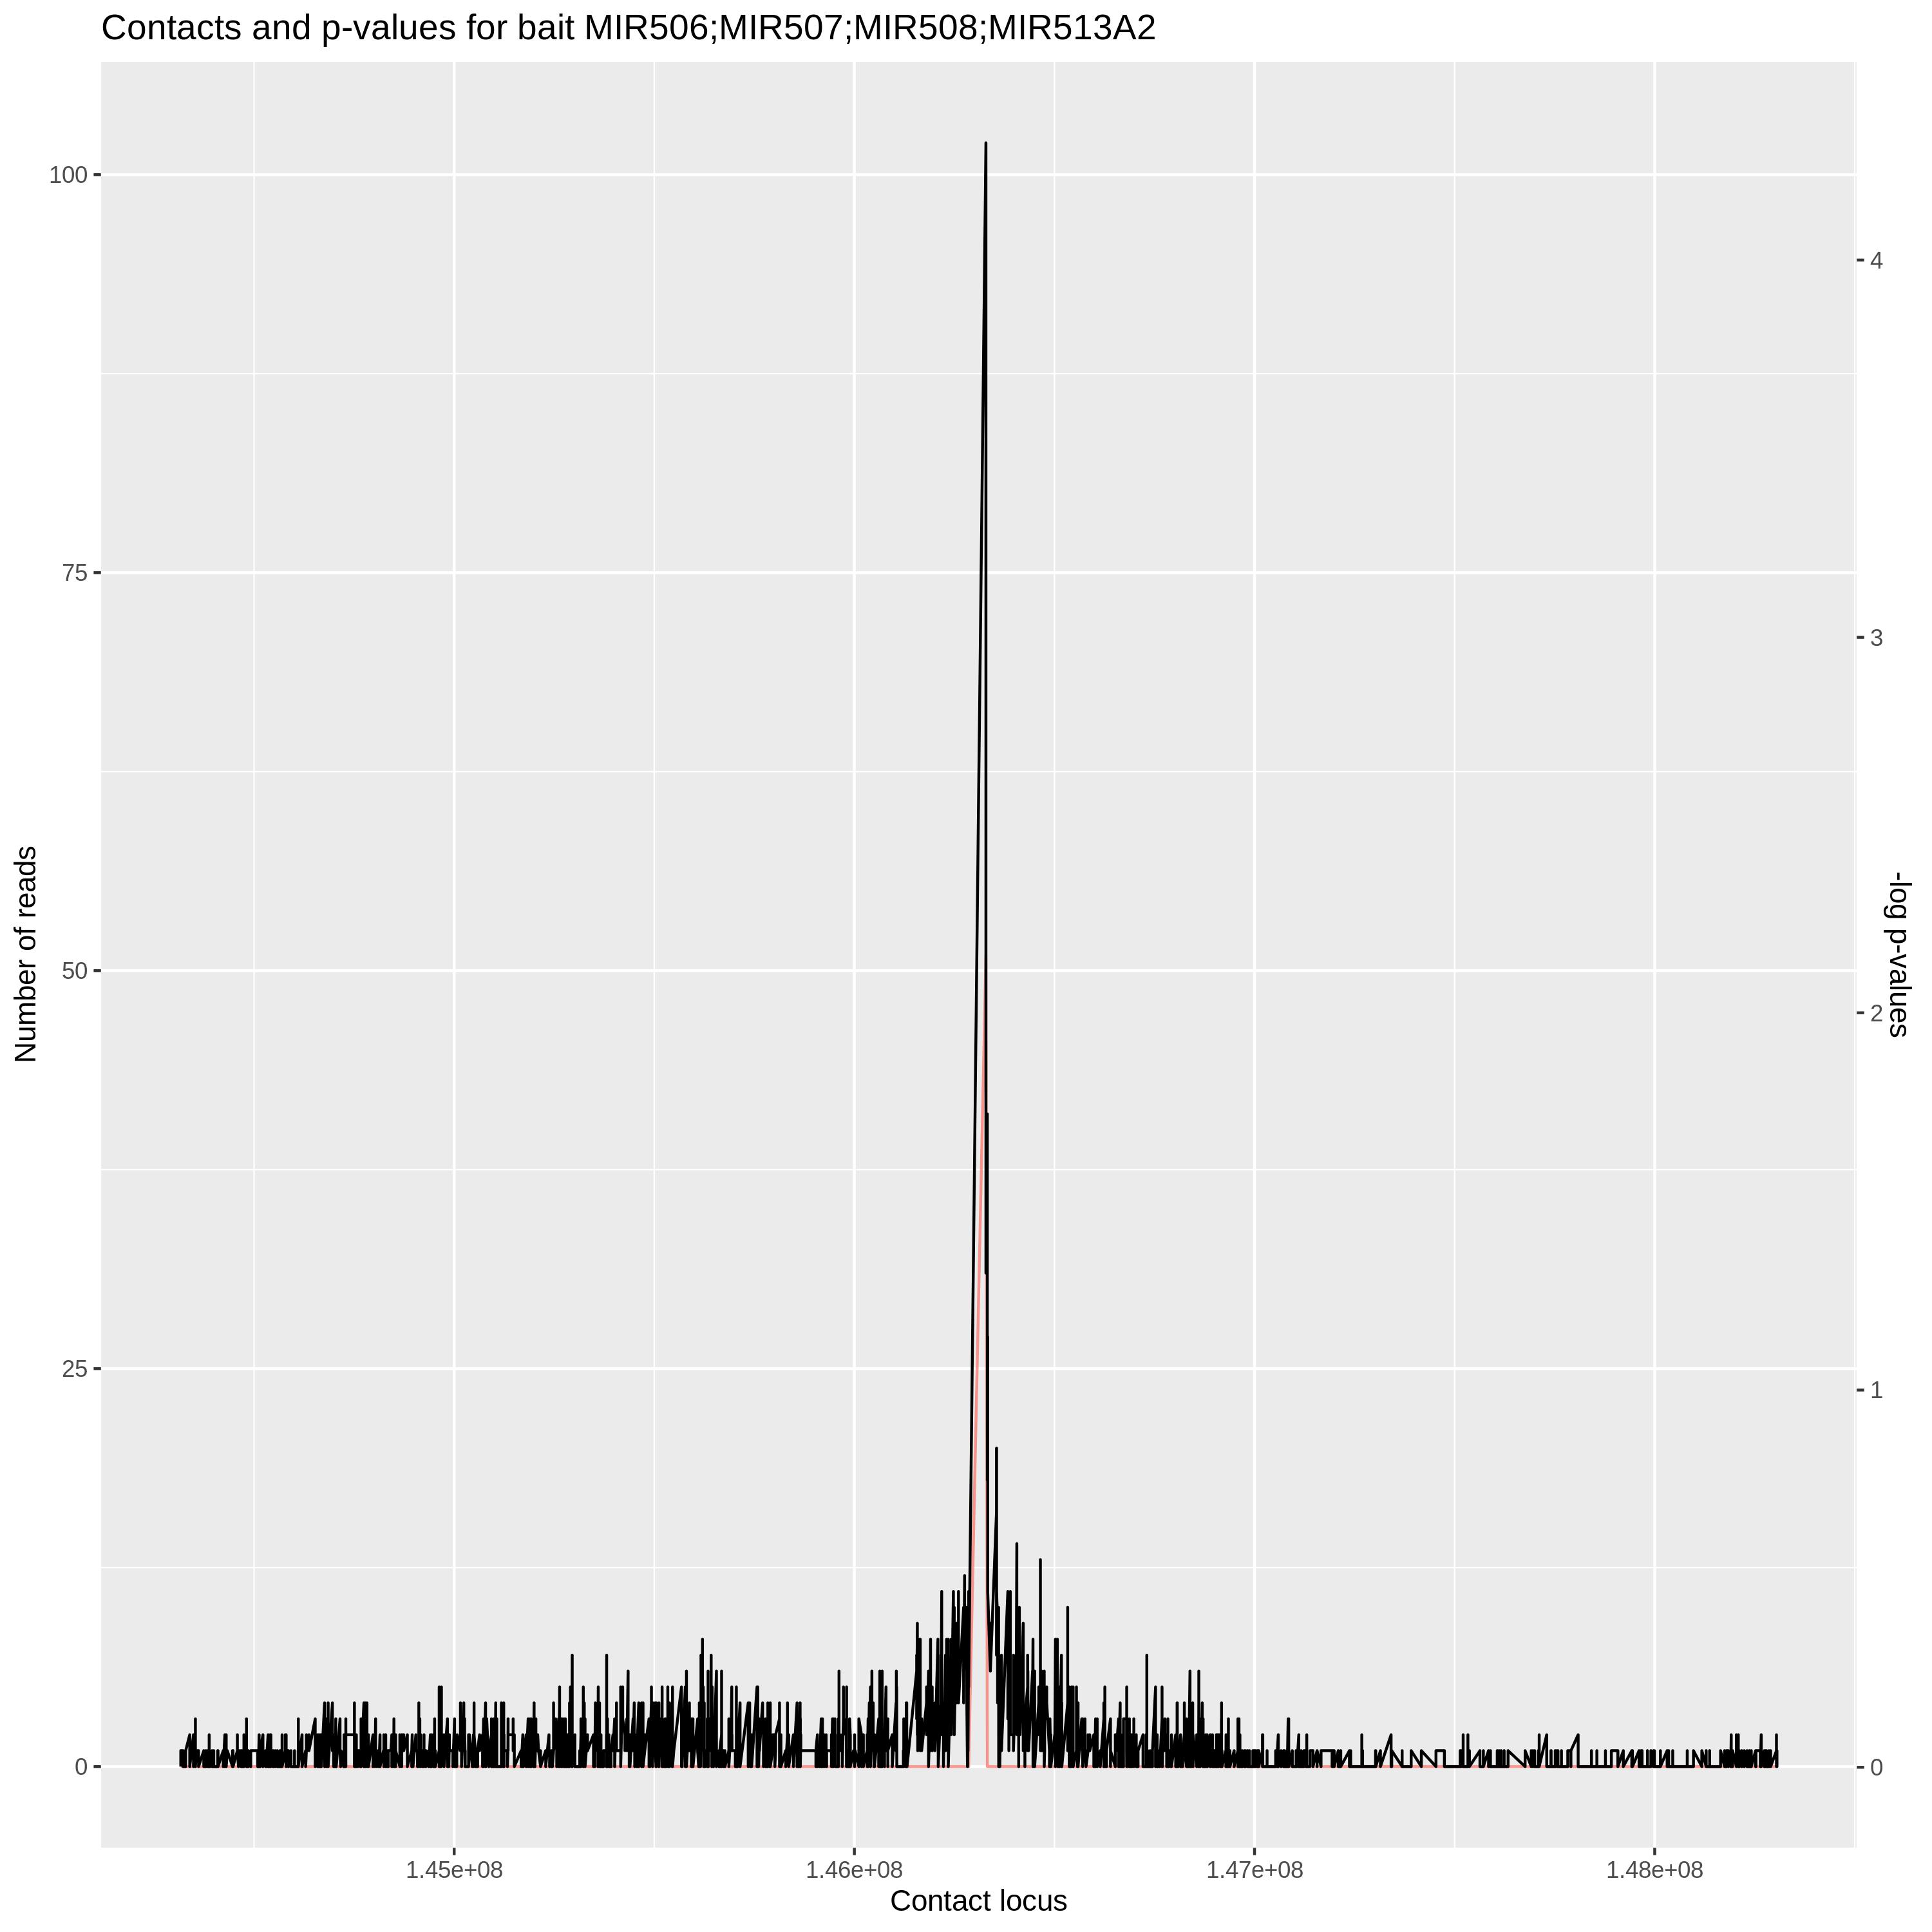 Contacts and p-values for bait MIR506;MIR507;MIR508;MIR513A2
Number of reads
100
75
50
25
0
4
3
2
1
0
-log p-values
1.45e+08
1.46e+08
1.47e+08
1.48e+08
Contact locus